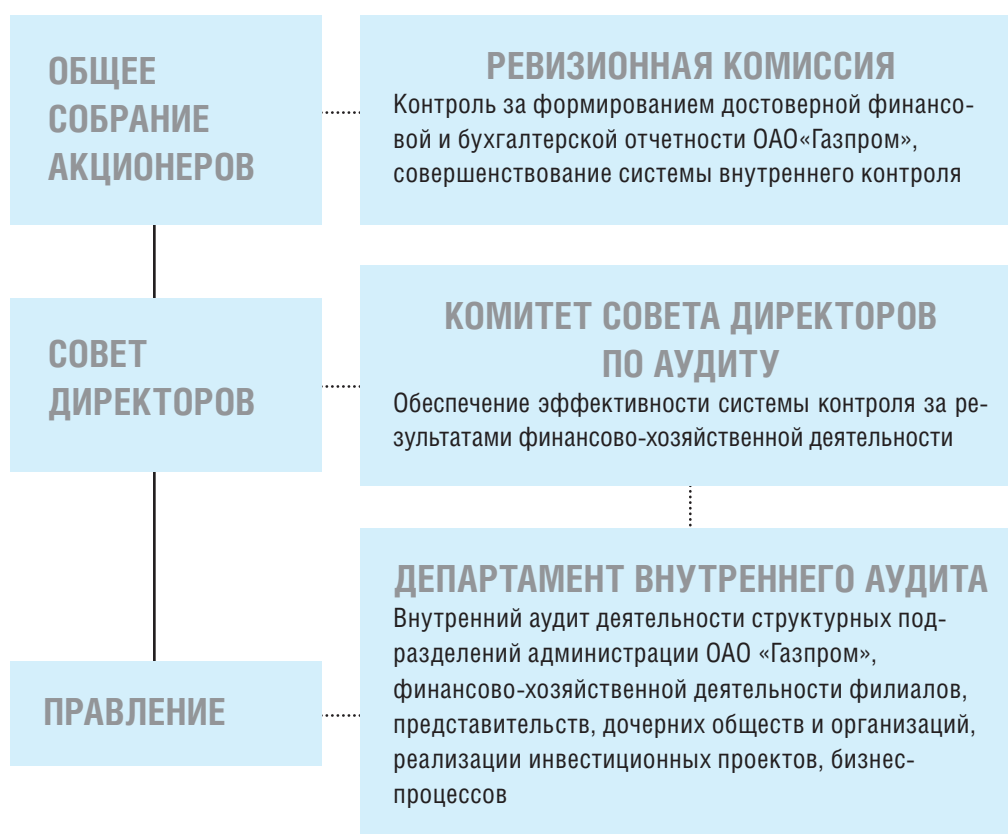 ОБЩЕЕ
СОБРАНИЕ
АКЦИОНЕРОВ
РЕВИЗИОННАЯ КОМИССИЯ
Контроль за формированием достоверной финансо-
вой и бухгалтерской отчетности ОАО«Газпром»,
совершенствование системы внутреннего контроля
СОВЕТ
ДИРЕКТОРОВ
КОМИТЕТ СОВЕТА ДИРЕКТОРОВ
ПО АУДИТУ
Обеспечение эффективности системы контроля за ре-
зультатами финансово-хозяйственной деятельности
ПРАВЛЕНИЕ
ДЕПАРТАМЕНТ ВНУТРЕННЕГО АУДИТА
Внутренний аудит деятельности структурных под-
разделений администрации ОАО «Газпром»,
финансово-хозяйственной деятельности филиалов,
представительств, дочерних обществ и организаций,
реализации инвестиционных проектов, бизнес-
процессов